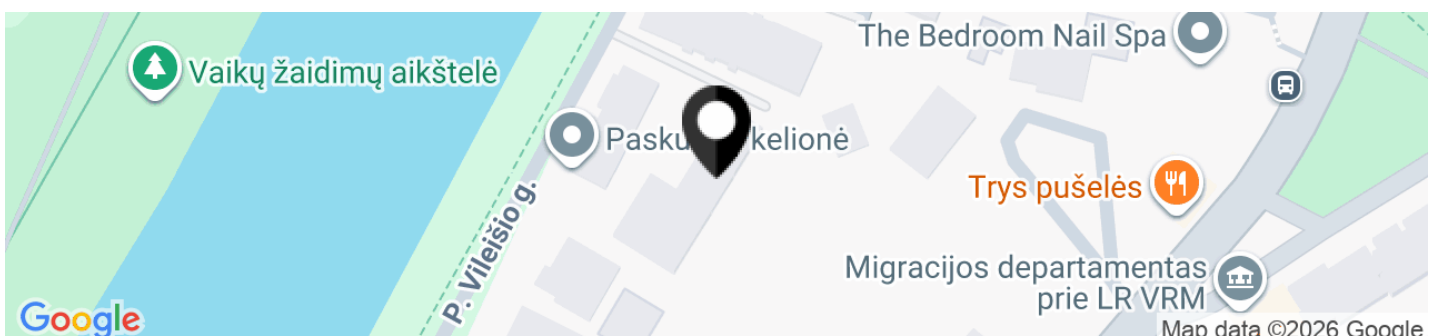 The Bedroom Nail Spa
Vaikų žaidimų aikštelė
kelionė
Trys pušelės
P. Vileišio g.
Migracijos departamentas
prie LR VRM
Google
Map data ©2026 Google